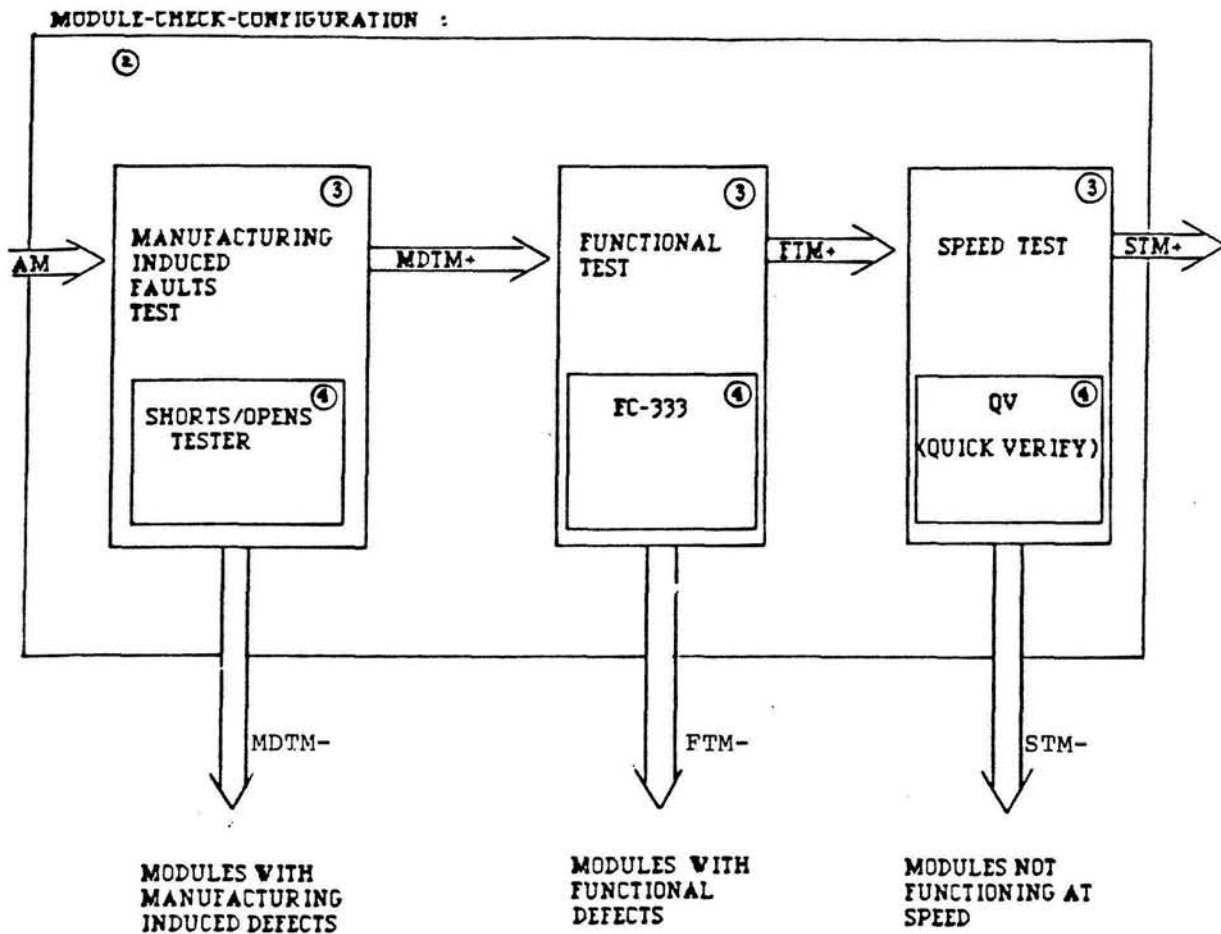 MODULE-CHECK-CONFIGURATION :
②
③
③
③
AM
MANUFACTURING
INDUCED
FAULTS
TEST
MDTM+
FUNCTIONAL
TEST
FTM+
SPEED TEST
STM+
④
SHORTS/OPENS
TESTER
④
FC-333
④
QV
(QUICK VERIFY)
MDTM-
FTM-
STM-
MODULES WITH
MANUFACTURING
INDUCED DEFECTS
MODULES WITH
FUNCTIONAL
DEFECTS
MODULES NOT
FUNCTIONING AT
SPEED